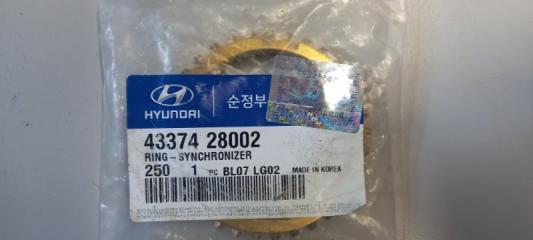 HYUNDAI
순정부
43374 28002
RING-SYNCHRONIZER
250 1 PC BL07 LG02 MADE IN KOREA